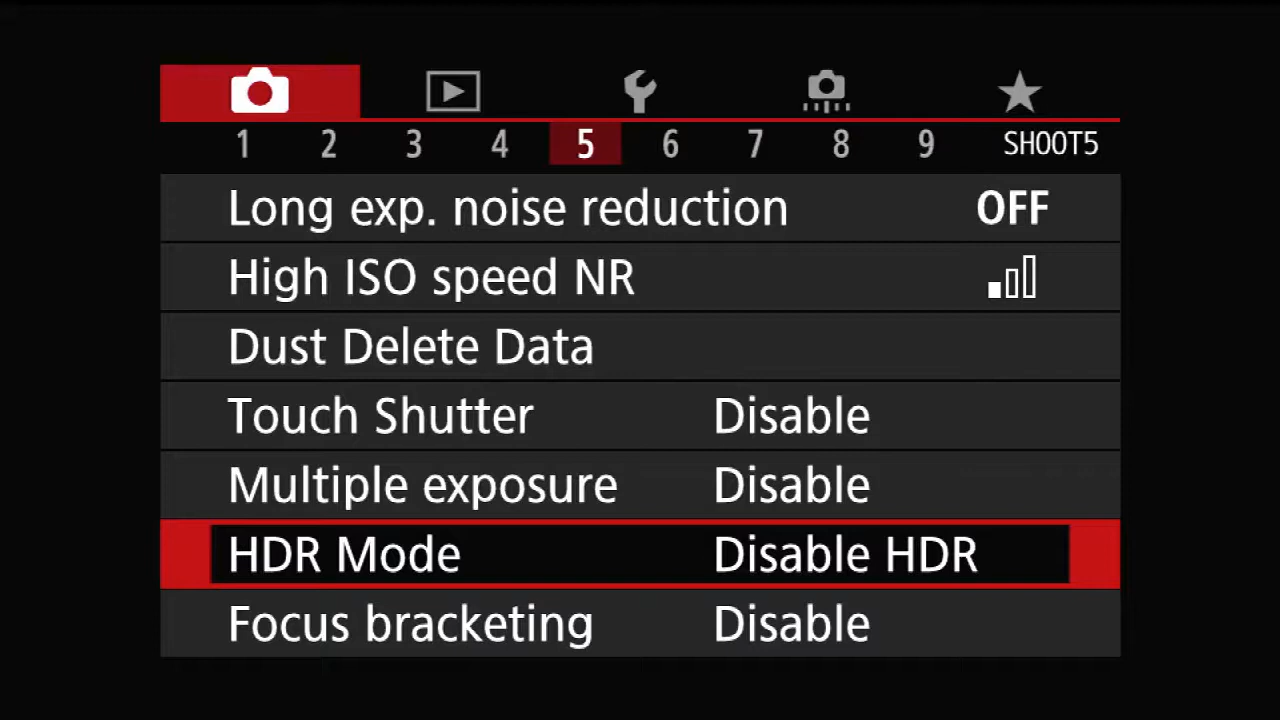 1 2 3 4 5 6 7 8 9 SHOOT5
Long exp. noise reduction OFF
High ISO speed NR
Dust Delete Data
Touch Shutter Disable
Multiple exposure Disable
HDR Mode Disable HDR
Focus bracketing Disable